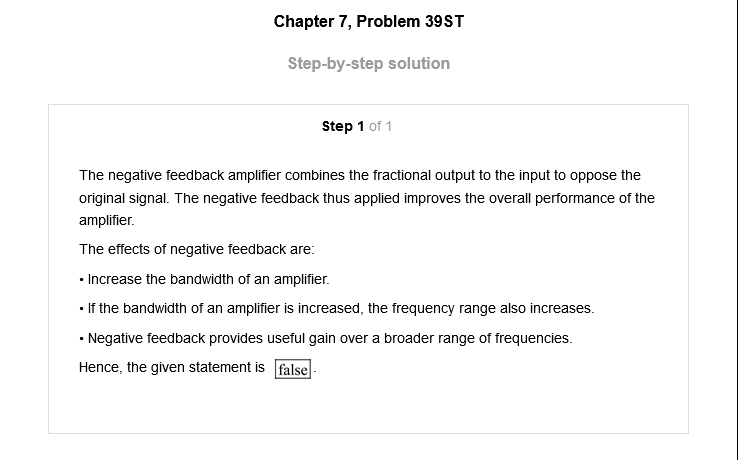 Chapter 7, Problem 39ST
Step-by-step solution
Step 1 of 1
The negative feedback amplifier combines the fractional output to the input to oppose the
original signal. The negative feedback thus applied improves the overall performance of the
amplifier.
The effects of negative feedback are:
• Increase the bandwidth of an amplifier.
• If the bandwidth of an amplifier is increased, the frequency range also increases.
• Negative feedback provides useful gain over a broader range of frequencies.
Hence, the given statement is false.